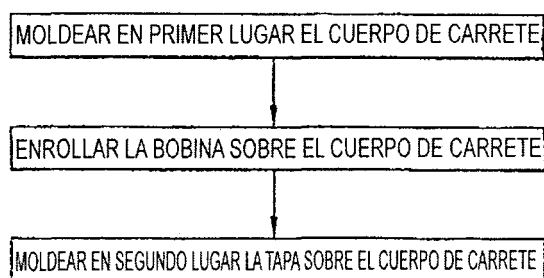 MOLDEAR EN PRIMER LUGAR EL CUERPO DE CARRETE
ENROLLAR LA BOBINA SOBRE EL CUERPO DE CARRETE
MOLDEAR EN SEGUNDO LUGAR LA TAPA SOBRE EL CUERPO DE CARRETE